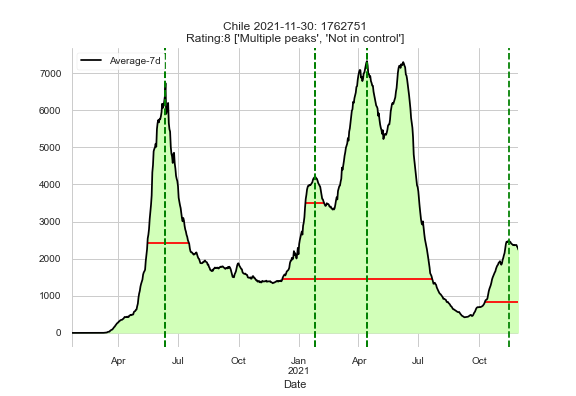 Chile 2021-11-30: 1762751
Rating:8 ['Multiple peaks', 'Not in control']
Average-7d
7000
6000
5000
4000
3000
2000
1000
0
Apr Jul Oct Jan Apr Jul Oct
2021
Date